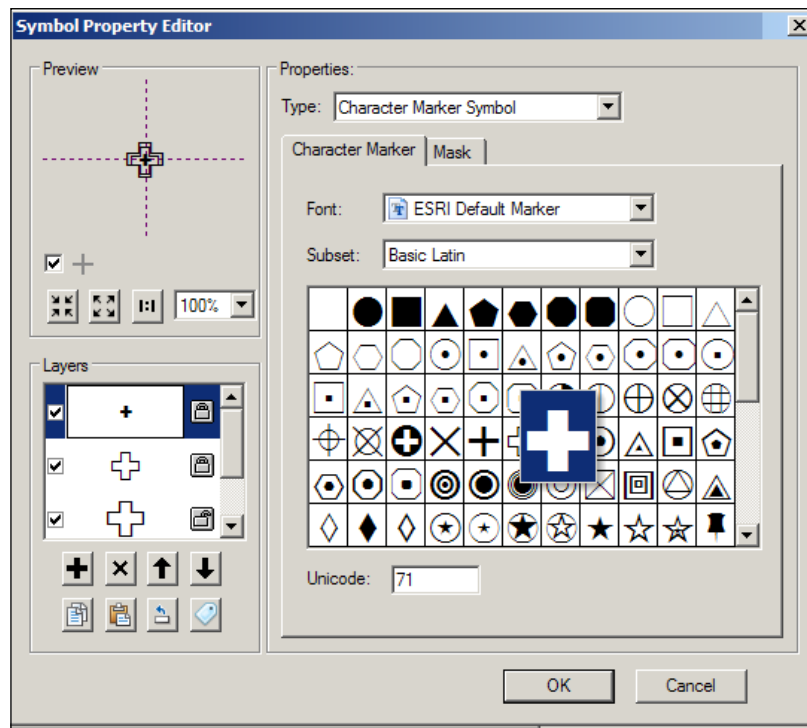 Symbol Property Editor
Preview
100%
Layers
Properties:
Type: Character Marker Symbol
Character Marker Mask
Font: ESRI Default Marker
Subset: Basic Latin
Unicode: 71
OK Cancel